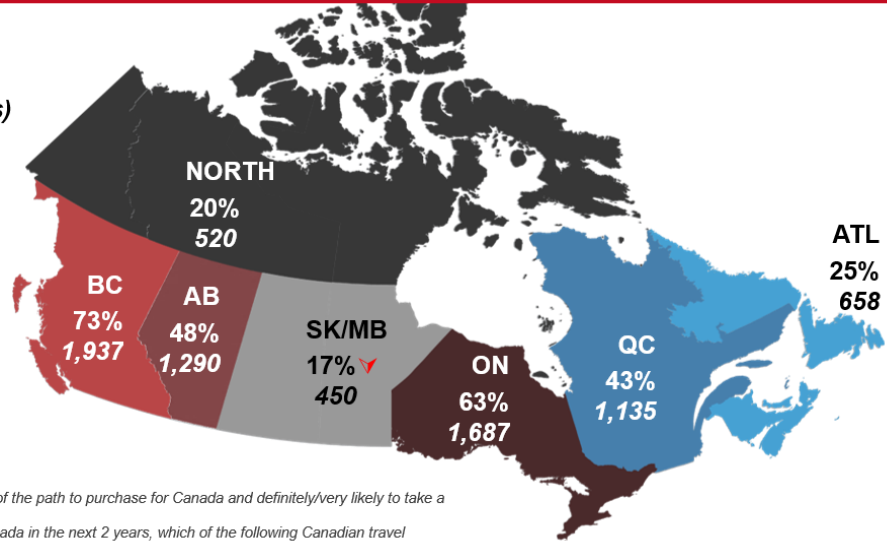 s)
NORTH
20%
520
ATL
25%
658
BC
73%
1,937
AB
48%
1,290
SK/MB
17%
450
ON
63%
1,687
QC
43%
1,135
of the path to purchase for Canada and definitely/very likely to take a
ada in the next 2 years, which of the following Canadian travel